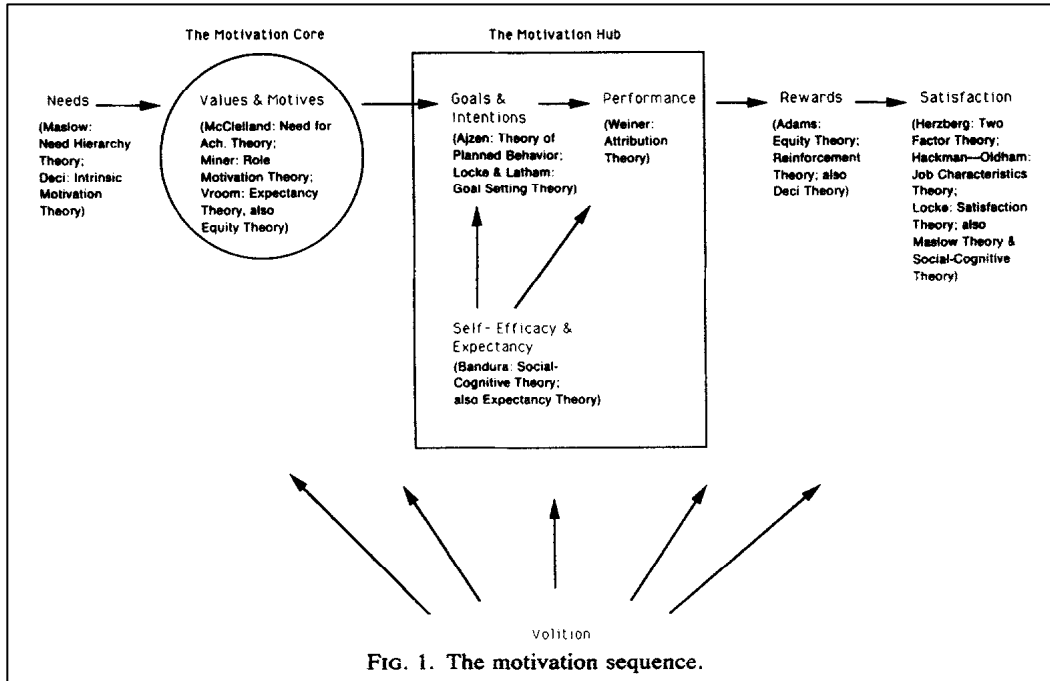 The Motivation Core
The Motivation Hub
Needs
(Maslow:
Need Hierarchy
Theory;
Deci: Intrinsic
Motivation
Theory)
Values & Motives
(McClelland: Need for
Ach. Theory;
Miner: Role
Motivation Theory;
Vroom: Expectancy
Theory, also
Equity Theory)
Goals &
Intentions
(Ajzen: Theory of
Planned Behavior;
Locke & Latham:
Goal Setting Theory)
Performance
(Weiner:
Attribution
Theory)
Self- Efficacy &
Expectancy
(Bandura: Social-
Cognitive Theory;
also Expectancy Theory)
Rewards
(Adams:
Equity Theory;
Reinforcement
Theory; also
Deci Theory)
Satisfaction
(Herzberg: Two
Factor Theory;
Hackman—Oldham:
Job Characteristics
Theory;
Locke: Satisfaction
Theory; also
Maslow Theory &
Social-Cognitive
Theory)
Volition
FIG. 1. The motivation sequence.